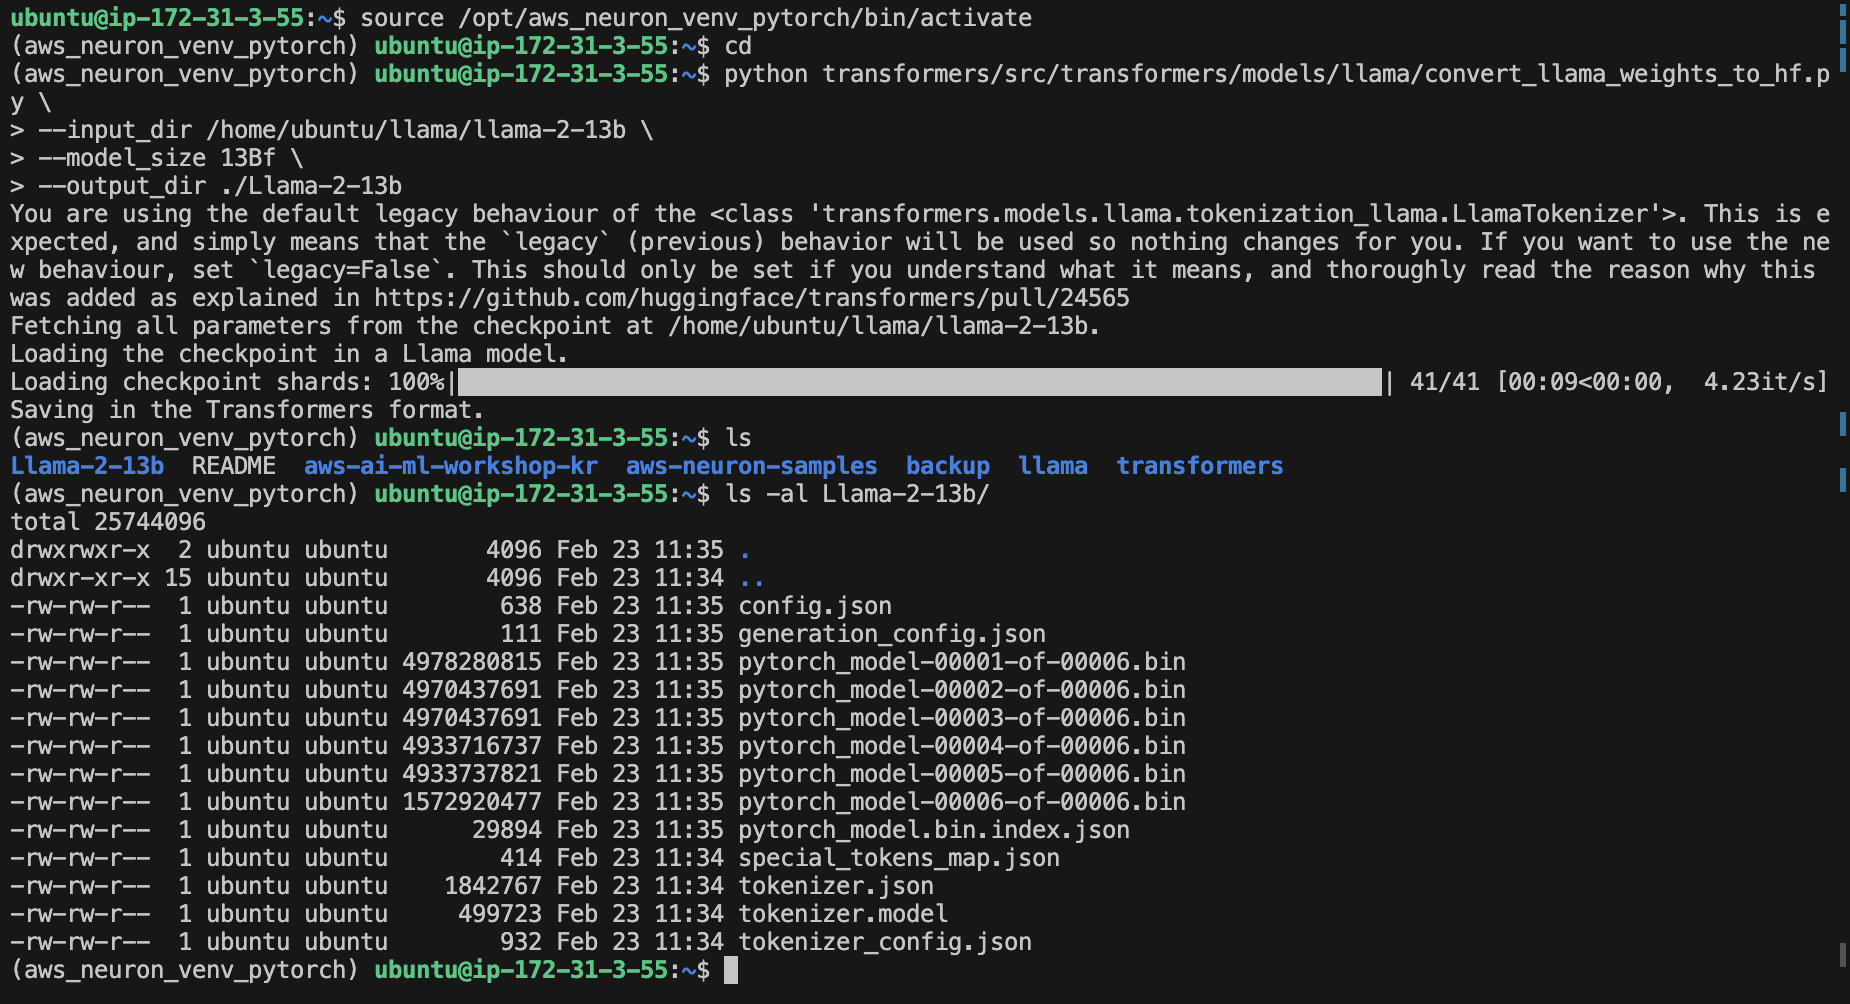 ubuntu@ip-172-31-3-55:~$ source /opt/aws_neuron_venv_pytorch/bin/activate
(aws_neuron_venv_pytorch) ubuntu@ip-172-31-3-55:~$ cd
(aws_neuron_venv_pytorch) ubuntu@ip-172-31-3-55:~$ python transformers/src/transformers/models/llama/convert_llama_weights_to_hf.p
y \
> --input_dir /home/ubuntu/llama/llama-2-13b \
> --model_size 13Bf \
> --output_dir ./Llama-2-13b
You are using the default legacy behaviour of the <class 'transformers.models.llama.tokenization_llama.LlamaTokenizer'>. This is e
xpected, and simply means that the `legacy` (previous) behavior will be used so nothing changes for you. If you want to use the ne
w behaviour, set `legacy=False`. This should only be set if you understand what it means, and thoroughly read the reason why this
was added as explained in https://github.com/huggingface/transformers/pull/24565
Fetching all parameters from the checkpoint at /home/ubuntu/llama/llama-2-13b.
Loading the checkpoint in a Llama model.
Loading checkpoint shards: 100%| | 41/41 [00:09<00:00,  4.23it/s]
Saving in the Transformers format.
(aws_neuron_venv_pytorch) ubuntu@ip-172-31-3-55:~$ ls
Llama-2-13b  README  aws-ai-ml-workshop-kr  aws-neuron-samples  backup  llama  transformers
(aws_neuron_venv_pytorch) ubuntu@ip-172-31-3-55:~$ ls -al Llama-2-13b/
total 25744096
drwxrwxr-x  2 ubuntu ubuntu       4096 Feb 23 11:35 .
drwxr-xr-x 15 ubuntu ubuntu       4096 Feb 23 11:34 ..
-rw-rw-r--  1 ubuntu ubuntu        638 Feb 23 11:35 config.json
-rw-rw-r--  1 ubuntu ubuntu        111 Feb 23 11:35 generation_config.json
-rw-rw-r--  1 ubuntu ubuntu 4978280815 Feb 23 11:35 pytorch_model-00001-of-00006.bin
-rw-rw-r--  1 ubuntu ubuntu 4970437691 Feb 23 11:35 pytorch_model-00002-of-00006.bin
-rw-rw-r--  1 ubuntu ubuntu 4970437691 Feb 23 11:35 pytorch_model-00003-of-00006.bin
-rw-rw-r--  1 ubuntu ubuntu 4933716737 Feb 23 11:35 pytorch_model-00004-of-00006.bin
-rw-rw-r--  1 ubuntu ubuntu 4933737821 Feb 23 11:35 pytorch_model-00005-of-00006.bin
-rw-rw-r--  1 ubuntu ubuntu 1572920477 Feb 23 11:35 pytorch_model-00006-of-00006.bin
-rw-rw-r--  1 ubuntu ubuntu      29894 Feb 23 11:35 pytorch_model.bin.index.json
-rw-rw-r--  1 ubuntu ubuntu        414 Feb 23 11:34 special_tokens_map.json
-rw-rw-r--  1 ubuntu ubuntu    1842767 Feb 23 11:34 tokenizer.json
-rw-rw-r--  1 ubuntu ubuntu     499723 Feb 23 11:34 tokenizer.model
-rw-rw-r--  1 ubuntu ubuntu        932 Feb 23 11:34 tokenizer_config.json
(aws_neuron_venv_pytorch) ubuntu@ip-172-31-3-55:~$